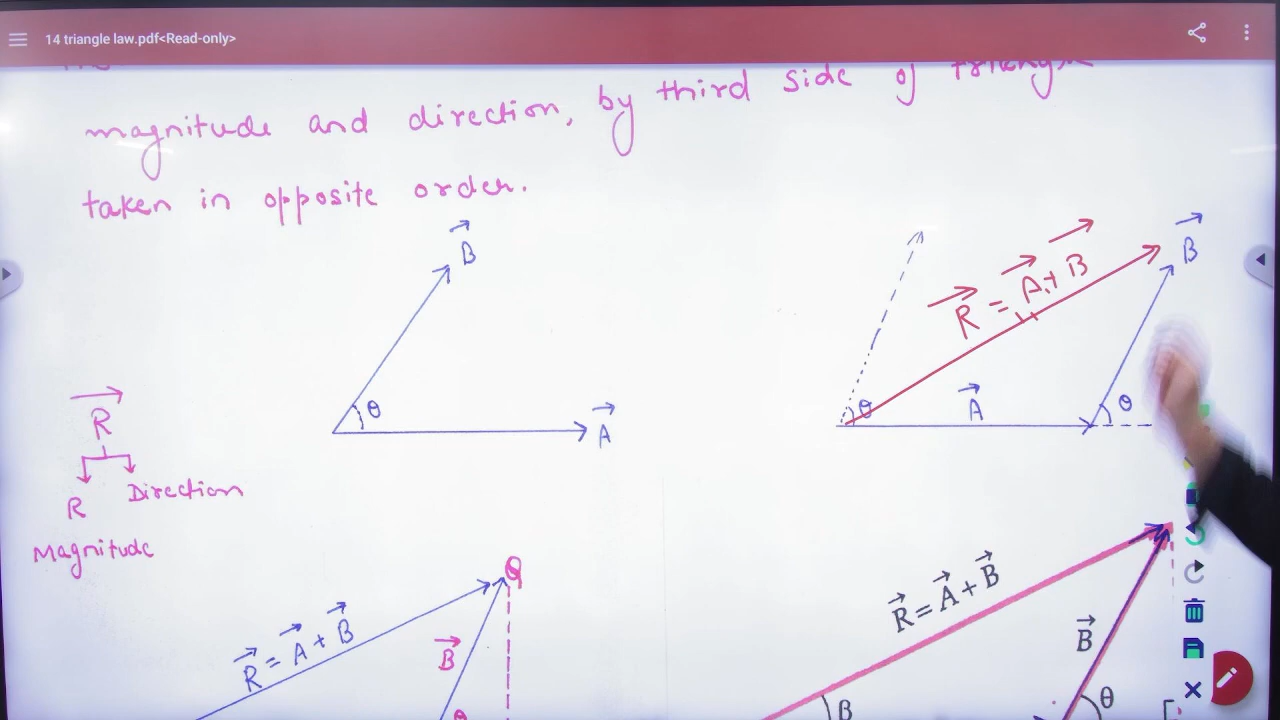 14 triangle law.pdf<Read-only>
magnitude and direction, by third side of triangle
taken in opposite order.
B
θ
A
R
R
Direction
Magnitude
R = A + B
B
θ
A
θ
Q
R = A + B
B
R = A + B
B
β
θ